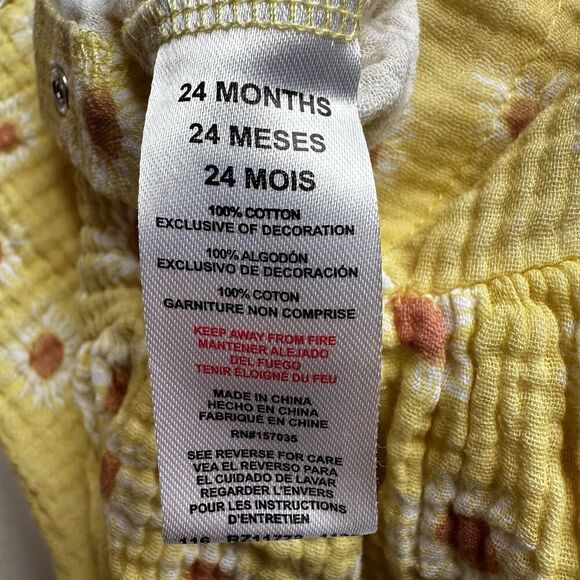 24 MONTHS
24 MESES
24 MOIS
100% COTTON
EXCLUSIVE OF DECORATION
100% ALGODÓN
EXCLUSIVO DE DECORACIÓN
100% COTON
GARNITURE NON COMPRISE
KEEP AWAY FROM FIRE
MANTENER ALEJADO
DEL FUEGO
TENIR ÉLOIGNÉ DU FEU
MADE IN CHINA
HECHO EN CHINA
FABRIQUÉ EN CHINE
RN#157035
SEE REVERSE FOR CARE
VEA EL REVERSO PARA
EL CUIDADO DE LAVAR
REGARDER L'ENVERS
POUR LES INSTRUCTIONS
D'ENTRETIEN
116